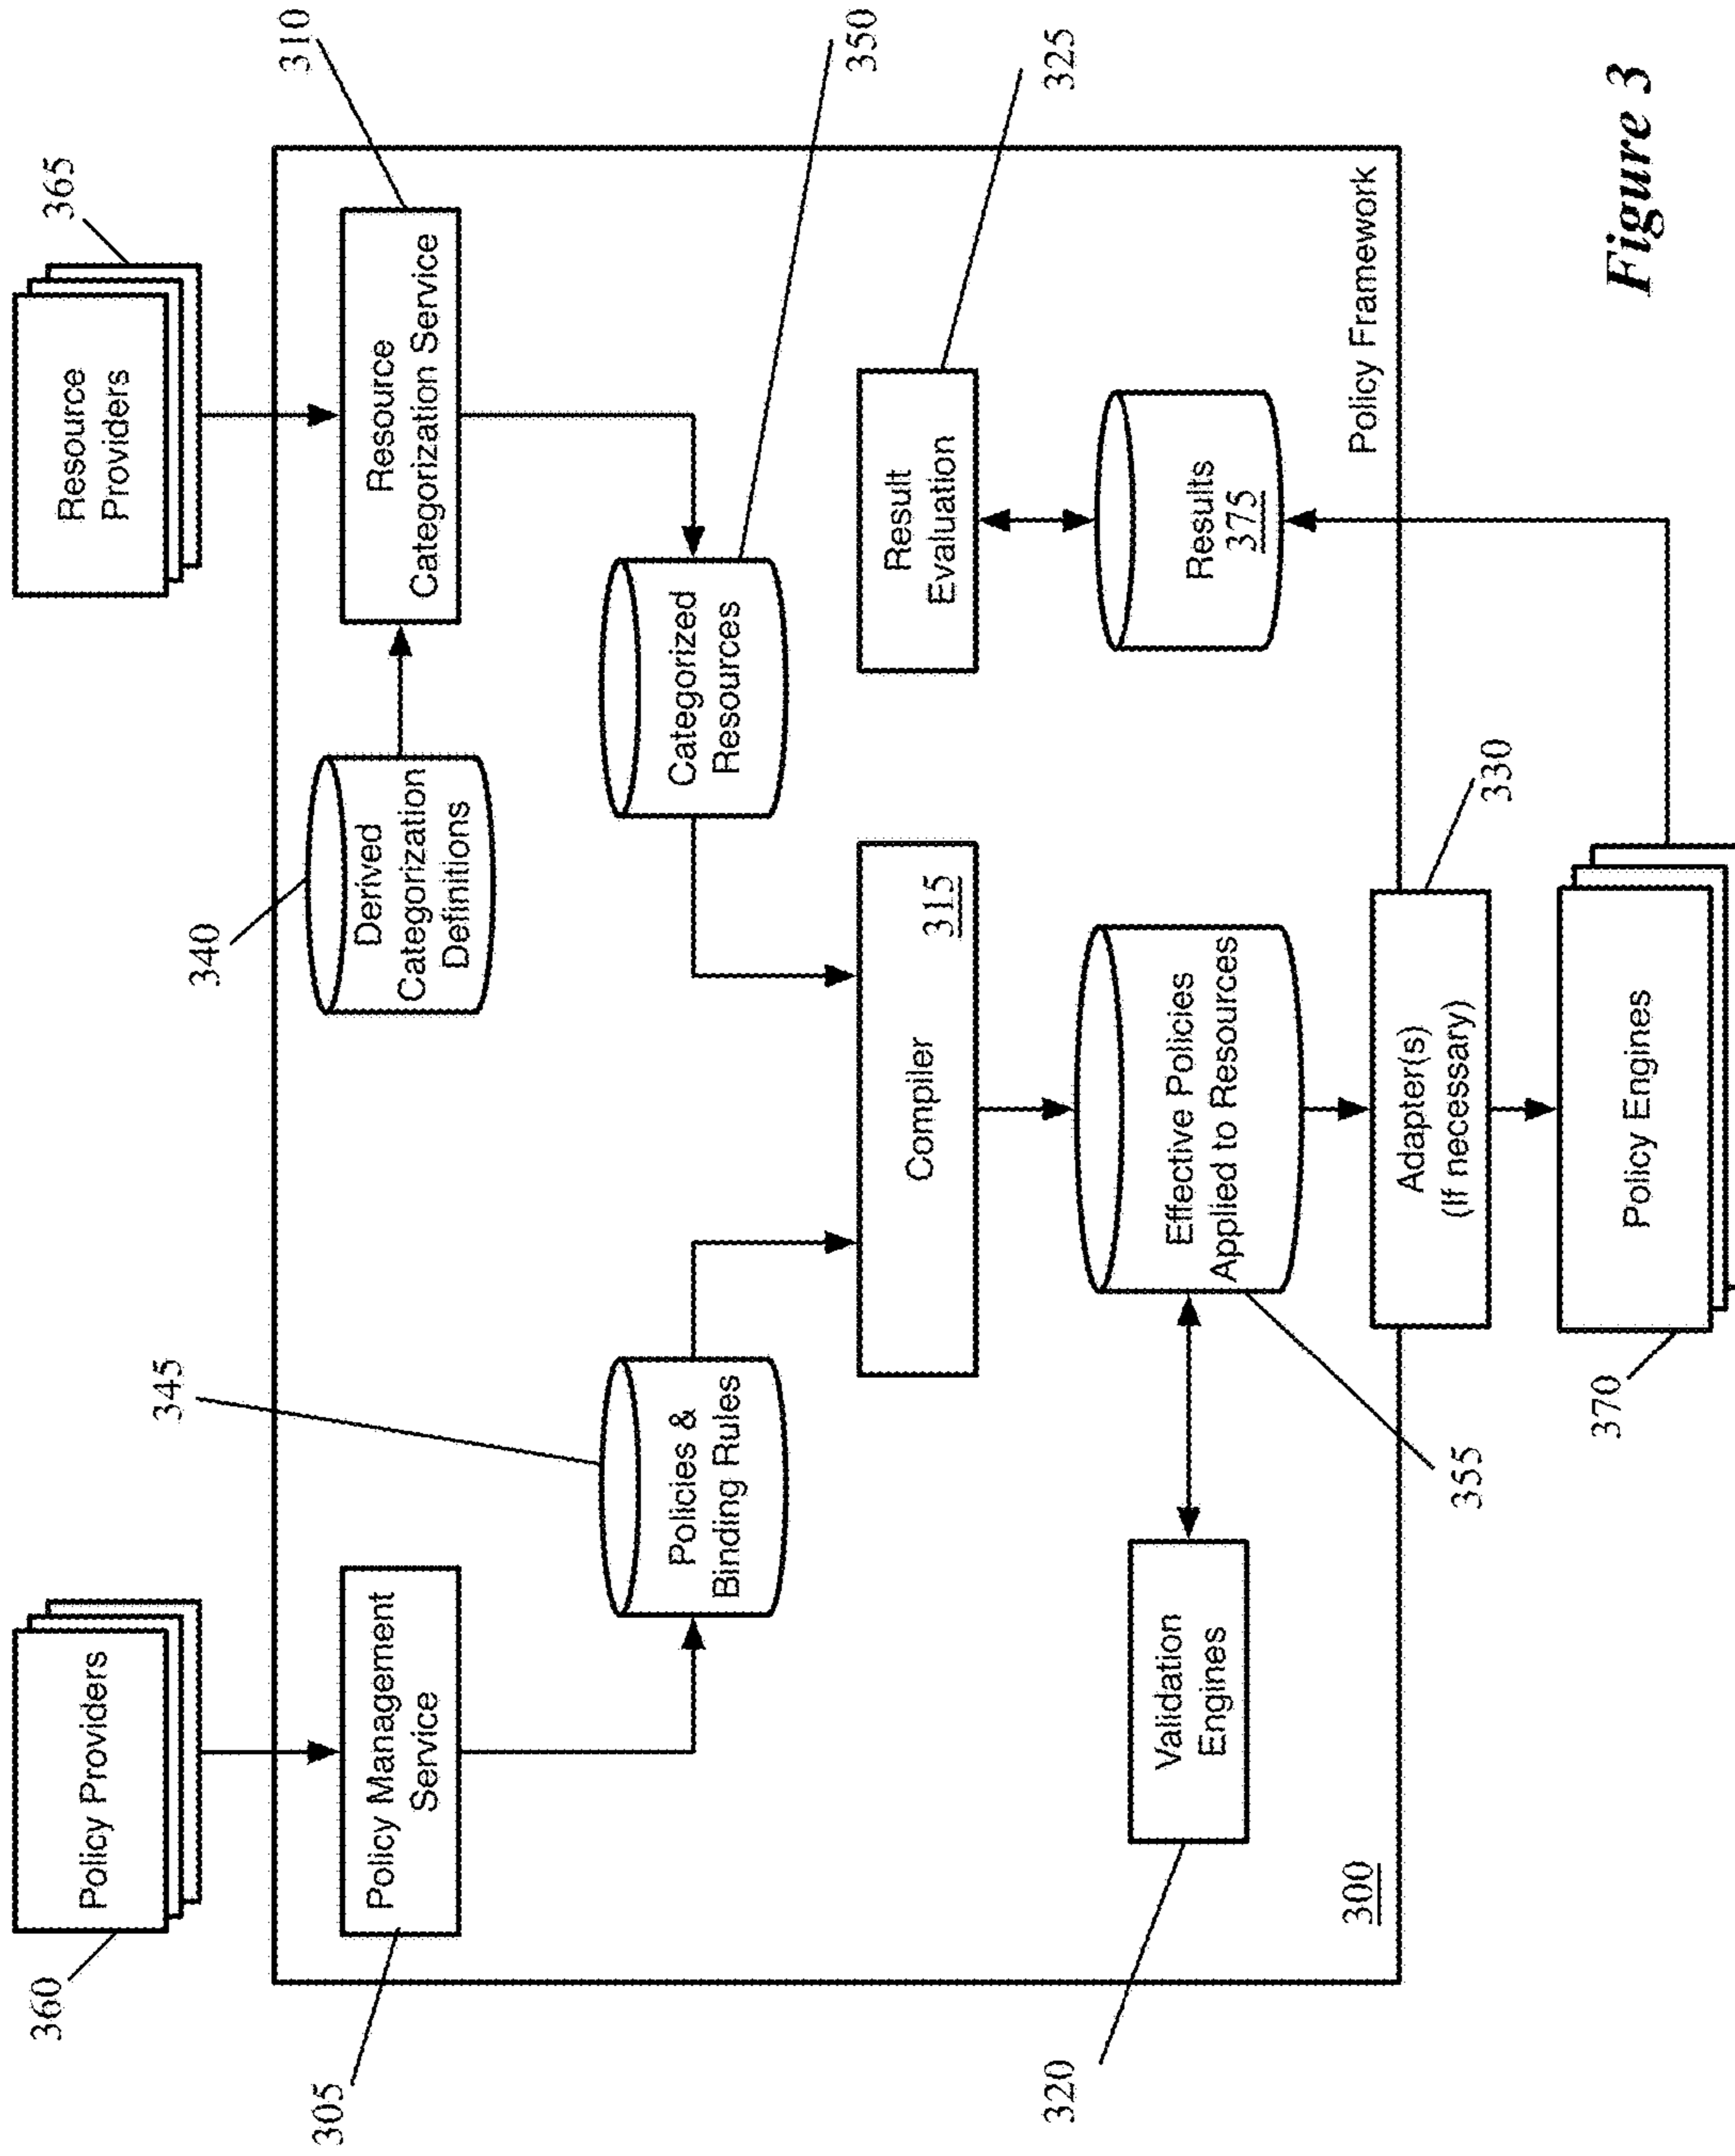 360
Policy Providers
Resource
Providers
365
305
Policy Management
Service
340
Derived
Categorization
Definitions
Resource
Categorization Service
310
345
Policies &
Binding Rules
Categorized
Resources
350
Compiler
315
Result
Evaluation
325
320
Validation
Engines
Effective Policies
Applied to Resources
355
Results
375
300
Policy Framework
Adapter(s)
(If necessary)
330
370
Policy Engines
Figure 3